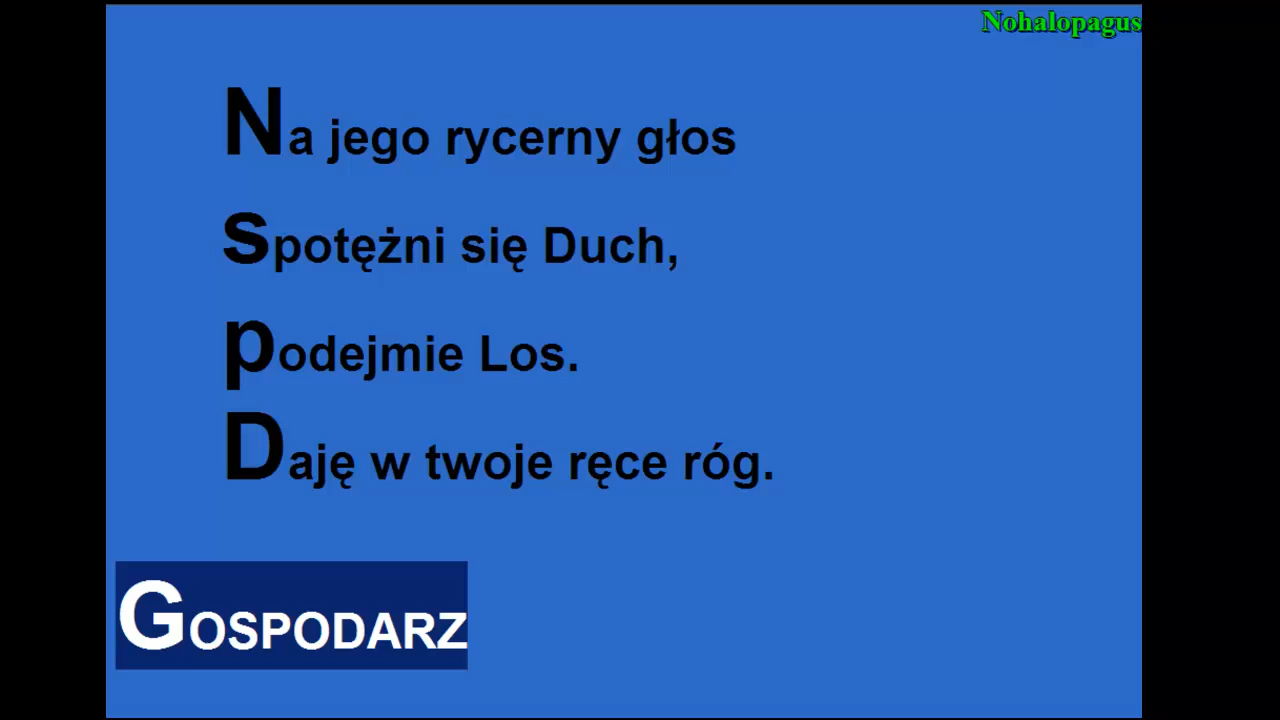 Nohalopagus
Na jego rycerny głos
spotężni się Duch,
podejmie Los.
Daję w twoje ręce róg.
GOSPODARZ